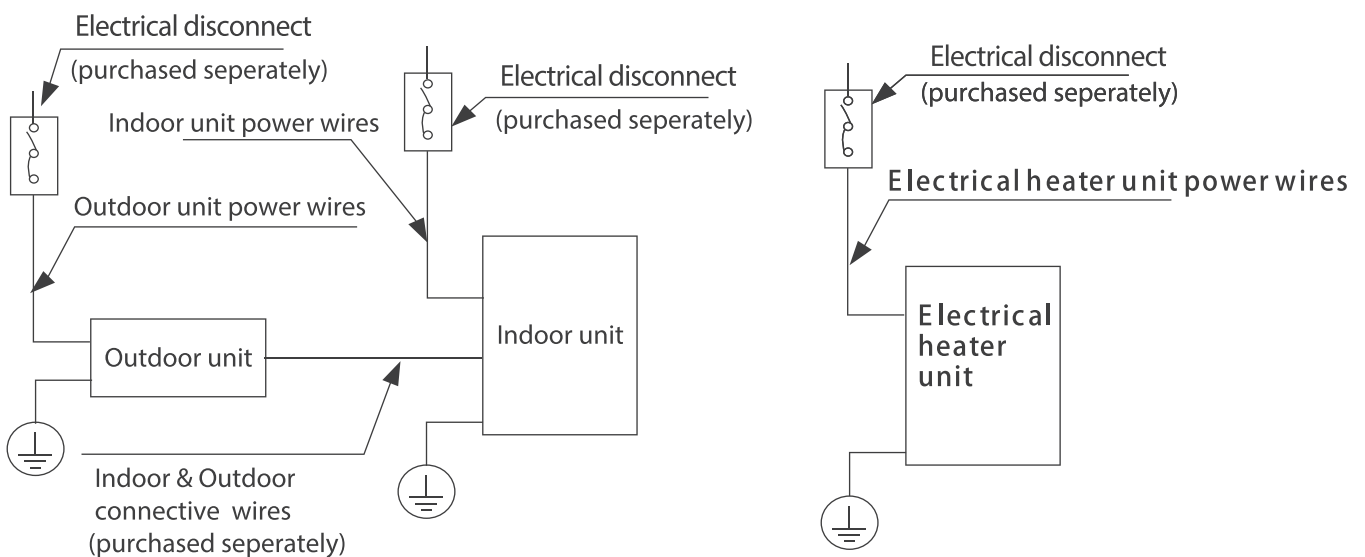 Electrical disconnect
(purchased seperately)
Indoor unit power wires
Electrical disconnect
(purchased seperately)
Outdoor unit power wires
Outdoor unit
Indoor unit
Indoor & Outdoor
connective wires
(purchased seperately)
Electrical disconnect
(purchased seperately)
Electrical heater unit power wires
Electrical
heater
unit